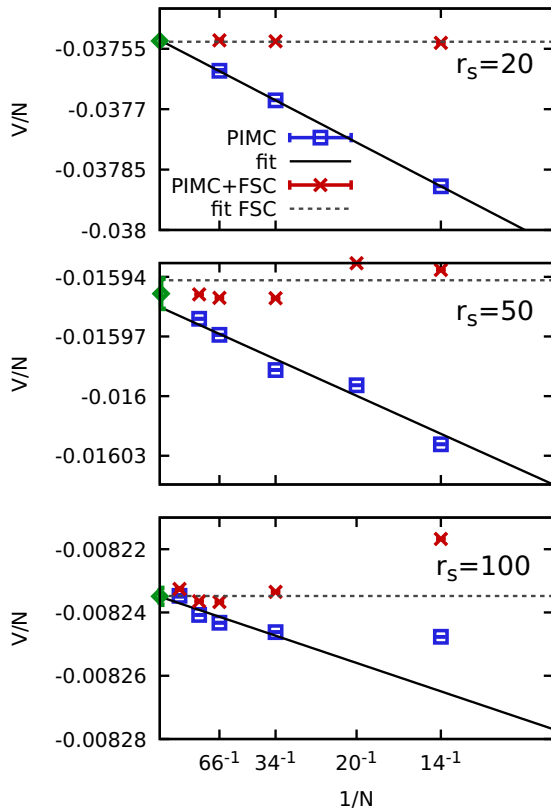 -0.03755
-0.0377
-0.03785
-0.038
V/N
r_s=20
PIMC
fit
PIMC+FSC
fit FSC
-0.01594
-0.01597
-0.016
-0.01603
V/N
r_s=50
-0.00822
-0.00824
-0.00826
-0.00828
V/N
r_s=100
66⁻¹ 34⁻¹ 20⁻¹ 14⁻¹
1/N